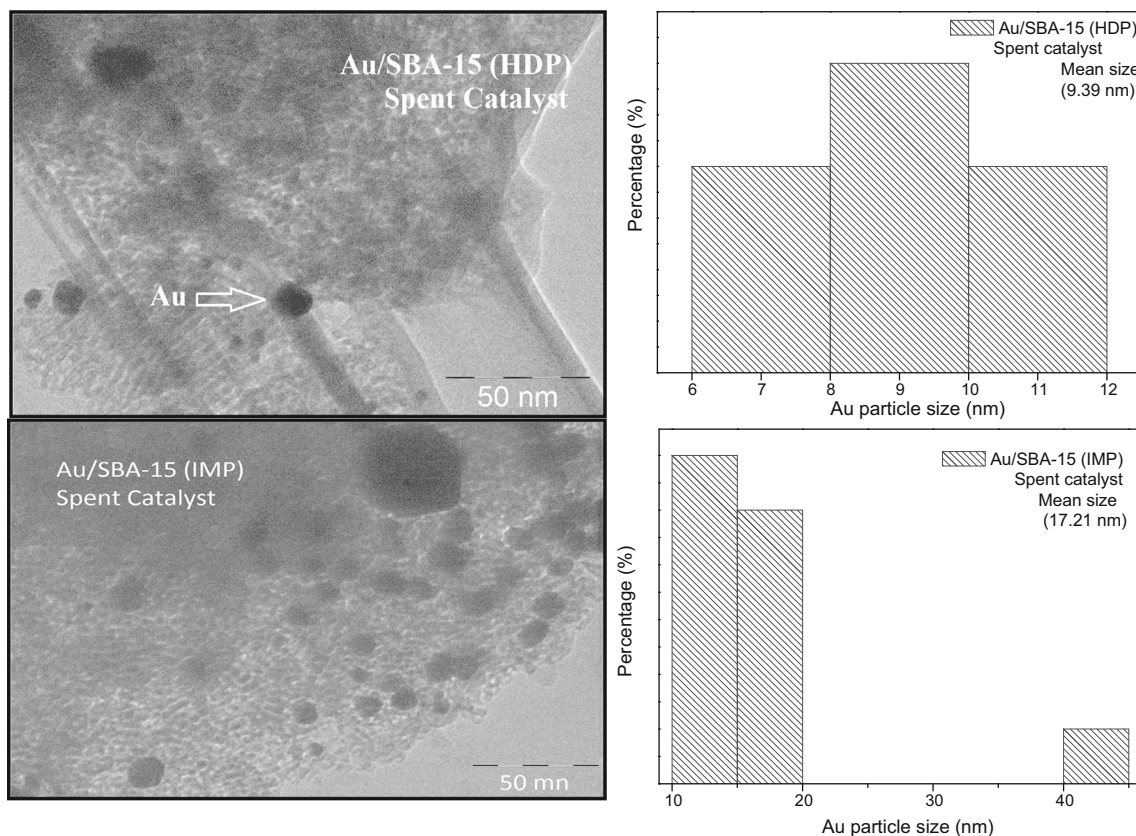 Au/SBA-15 (HDP)
Spent Catalyst
Au
50 nm
Au/SBA-15 (HDP)
Spent catalyst
Mean size
(9.39 nm)
Percentage (%)
6 7 8 9 10 11 12
Au particle size (nm)
Au/SBA-15 (IMP)
Spent Catalyst
50 mn
Au/SBA-15 (IMP)
Spent catalyst
Mean size
(17.21 nm)
Percentage (%)
10 20 30 40
Au particle size (nm)